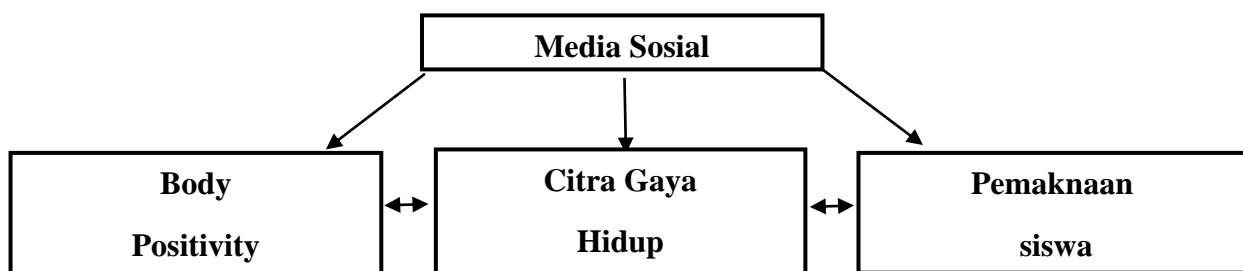 Media Sosial
Body
Positivity
Citra Gaya
Hidup
Pemaknaan
siswa